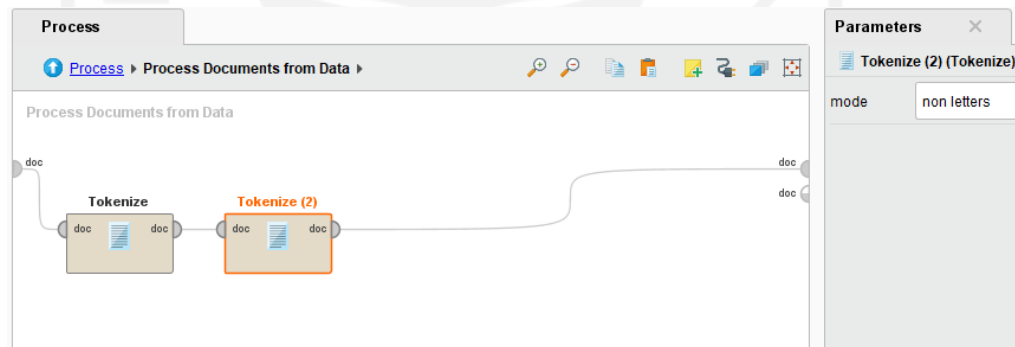 Process
Process ▸ Process Documents from Data ▸
Process Documents from Data
doc
doc
doc
Tokenize
Tokenize (2)
doc doc
doc doc
Parameters
Tokenize (2) (Tokenize)
mode non letters